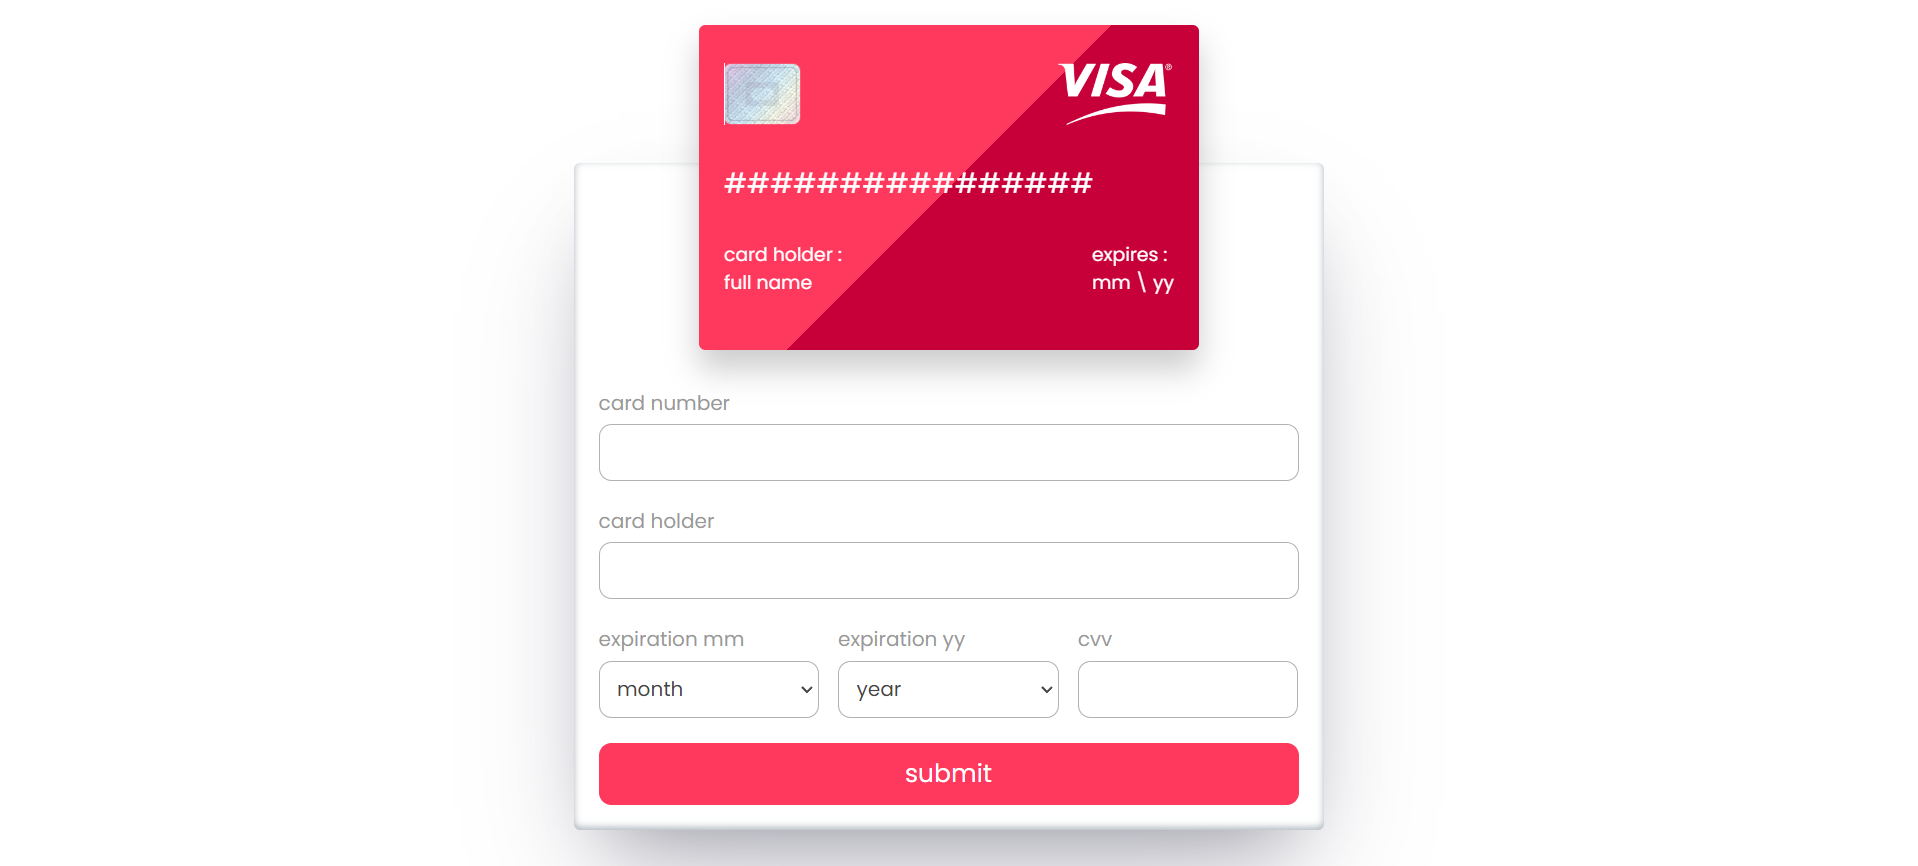 VISA®
################
card holder :
expires :
full name
mm \ yy
card number
card holder
expiration mm
expiration yy
cvv
month
year
submit